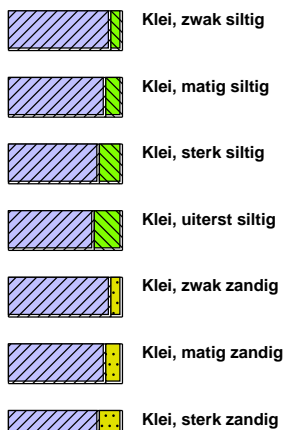 Klei, zwak siltig
Klei, matig siltig
Klei, sterk siltig
Klei, uiterst siltig
Klei, zwak zandig
Klei, matig zandig
Klei, sterk zandig